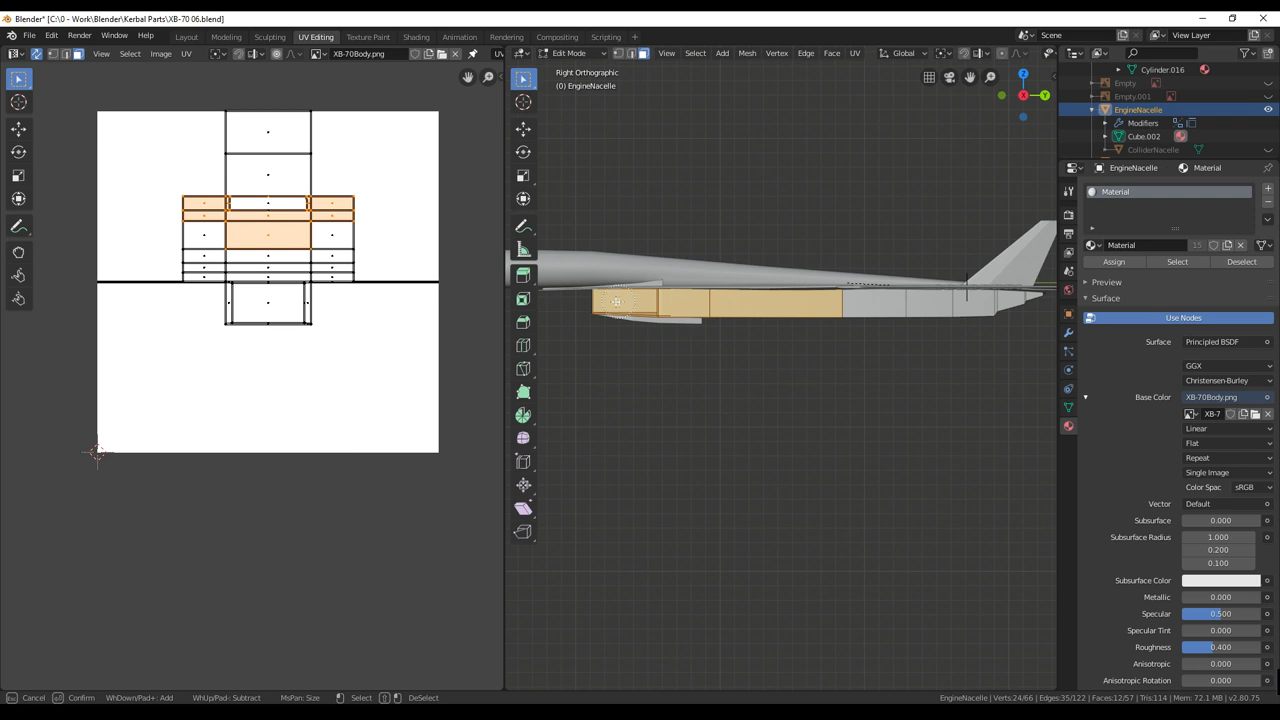 Blender* [C:\0 - Work\Kerbal Parts\XB-70 06.blend]
File Edit Render Window Help Layout Modeling Sculpting UV Editing Texture Paint Shading Animation Rendering Compositing Scripting + Scene View Layer
View Select Image UV XB-70Body.png Edit Mode View Select Add Mesh Vertex Edge Face UV Global
Right Orthographic
(0) EngineNacelle
Z
X
Y
Cylinder.016
Empty
Empty.001
EngineNacelle
Modifiers
Cube.002
ColliderNacelle
EngineNacelle Material
Material
Material 15
Assign Select Deselect
Preview
Surface
Use Nodes
Surface Principled BSDF
GGX
Christensen-Burley
Base Color XB-70Body.png
XB-7
Linear
Flat
Repeat
Single Image
Color Spac sRGB
Vector Default
Subsurface 0.000
Subsurface Radius 1.000
0.200
0.100
Subsurface Color
Metallic 0.000
Specular 0.500
Specular Tint 0.000
Roughness 0.400
Anisotropic 0.000
Anisotropic Rotation 0.000
Cancel Confirm WhDown/Pad+: Add WhUp/Pad-: Subtract MsPan: Size Select DeSelect EngineNacelle | Verts:24/66 | Edges:35/122 | Faces:12/57 | Tris:114 | Mem: 72.1 MB | v2.80.75